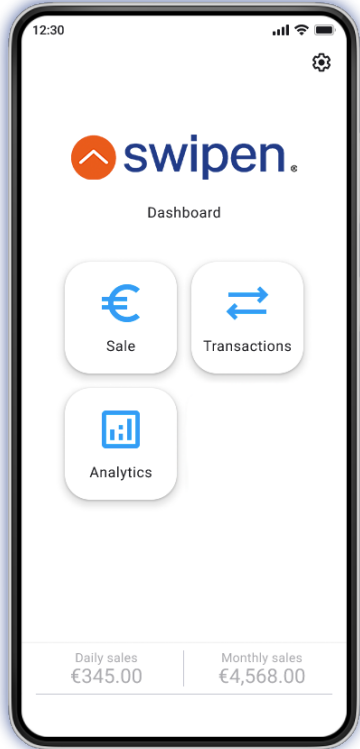 12:30
swipen
Dashboard
Sale
Transactions
Analytics
Daily sales
Monthly sales
€345.00
€4,568.00